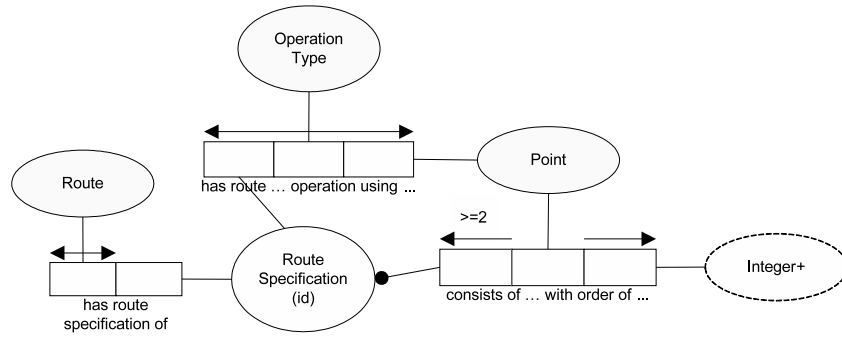 Operation
Type
has route ... operation using ...
Point
Route
>=2
Route
Specification
(id)
Integer+
consists of ... with order of ...
has route
specification of